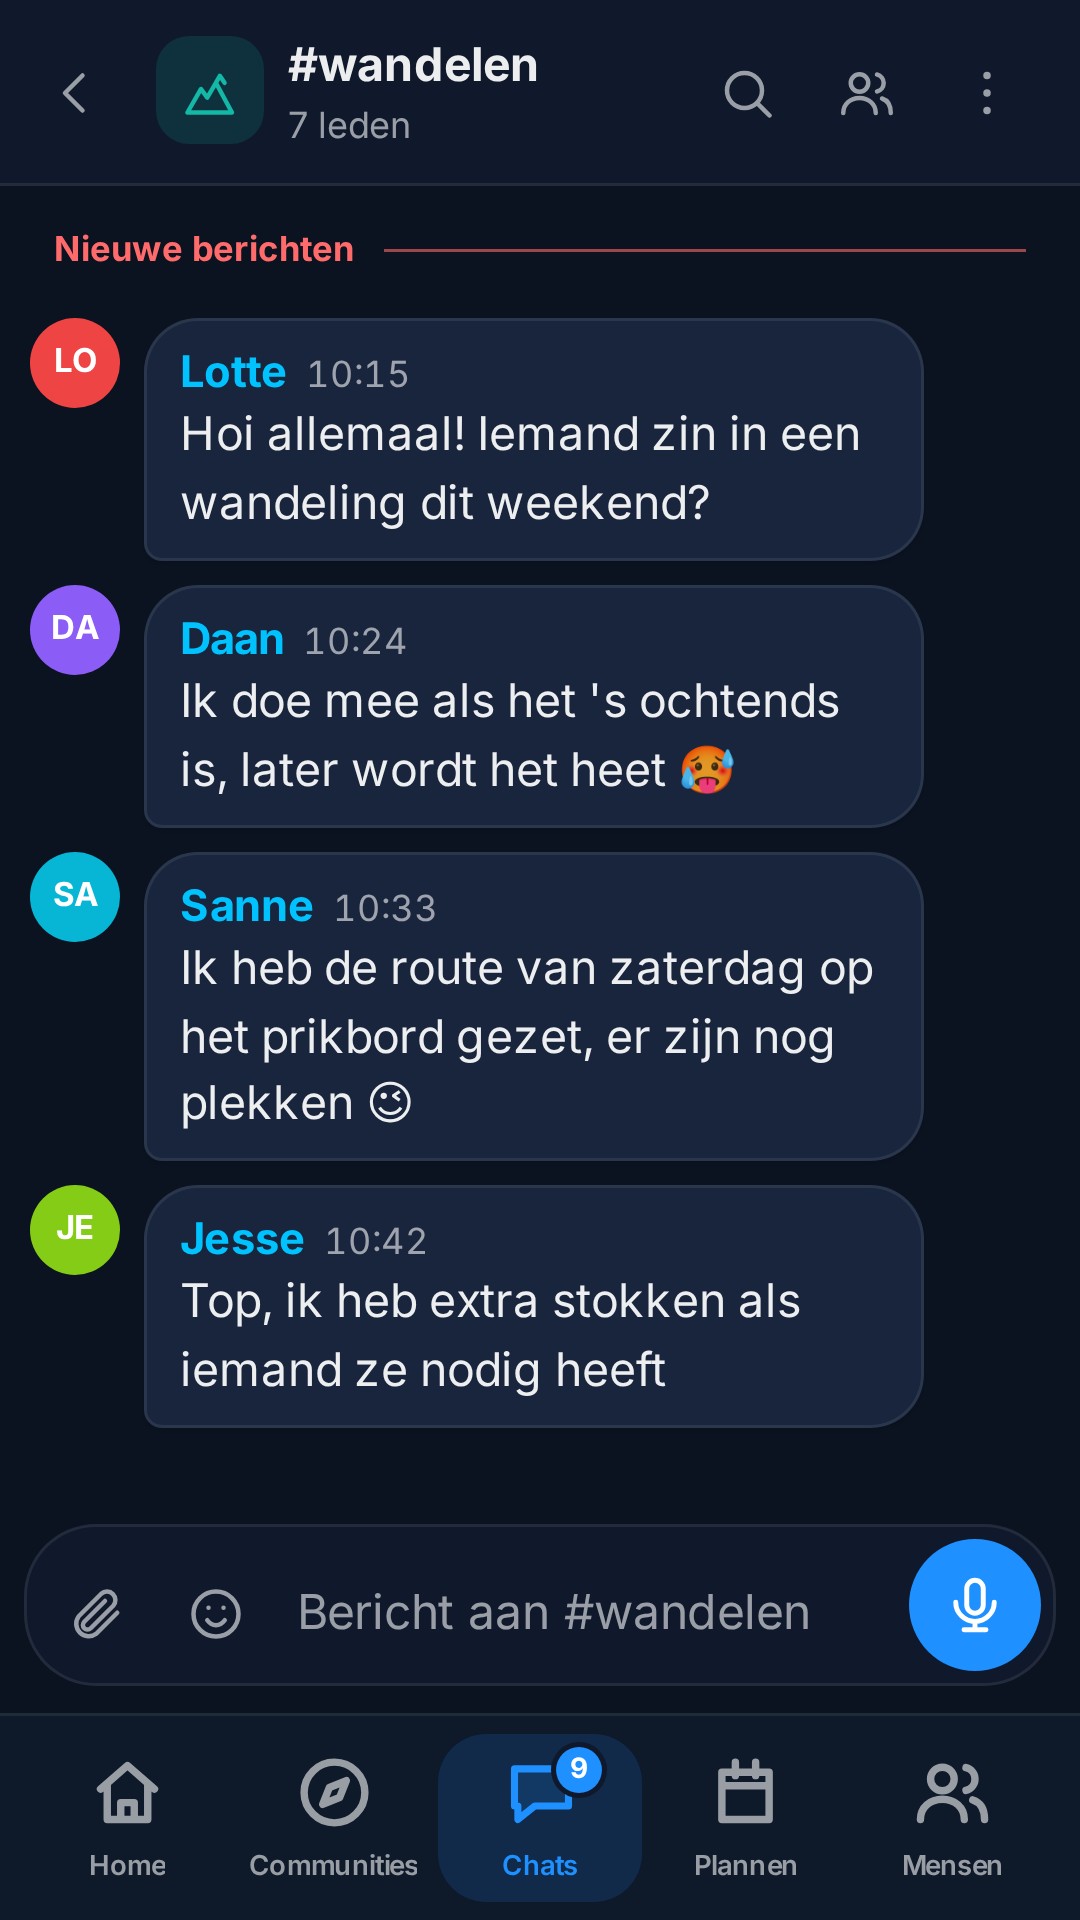 #wandelen
7 leden
Nieuwe berichten
LO
Lotte 10:15
Hoi allemaal! Iemand zin in een
wandeling dit weekend?
DA
Daan 10:24
Ik doe mee als het 's ochtends
is, later wordt het heet 🥵
SA
Sanne 10:33
Ik heb de route van zaterdag op
het prikbord gezet, er zijn nog
plekken 😉
JE
Jesse 10:42
Top, ik heb extra stokken als
iemand ze nodig heeft
Bericht aan #wandelen
9
Home
Communities
Chats
Plannen
Mensen